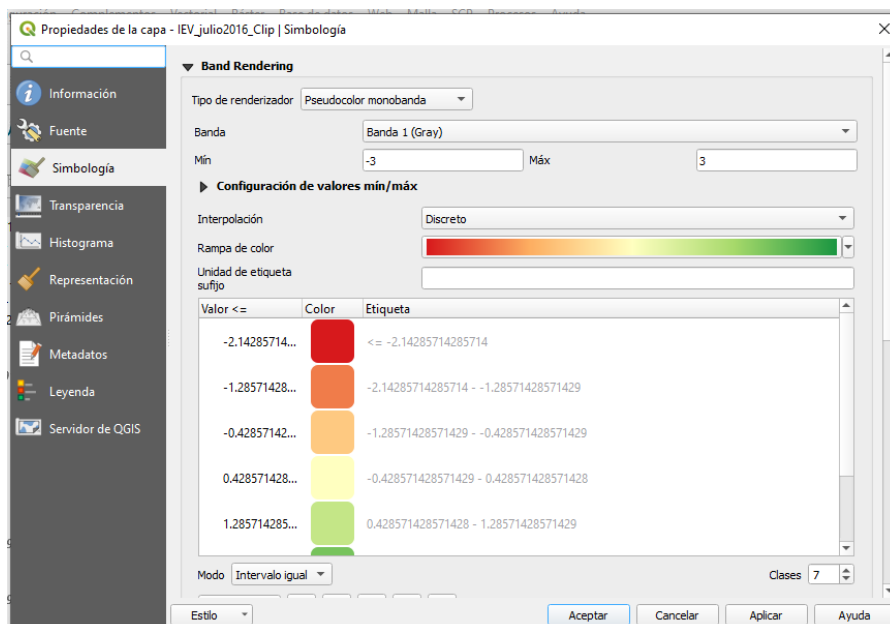 Propiedades de la capa - IEV_julio2016_Clip | Simbología
Información
Fuente
Simbología
Transparencia
Histograma
Representación
Pirámides
Metadatos
Leyenda
Servidor de QGIS
Band Rendering
Tipo de renderizador Pseudocolor monobanda
Banda Banda 1 (Gray)
Mín -3 Máx 3
Configuración de valores mín/máx
Interpolación Discreto
Rampa de color
Unidad de etiqueta
sufijo
Valor <= Color Etiqueta
-2.14285714... <= -2.14285714285714
-1.28571428... -2.14285714285714 - -1.28571428571429
-0.42857142... -1.28571428571429 - -0.428571428571429
0.428571428... -0.428571428571429 - 0.428571428571428
1.285714285... 0.428571428571428 - 1.28571428571429
Modo Intervalo igual Clases 7
Estilo Aceptar Cancelar Aplicar Ayuda